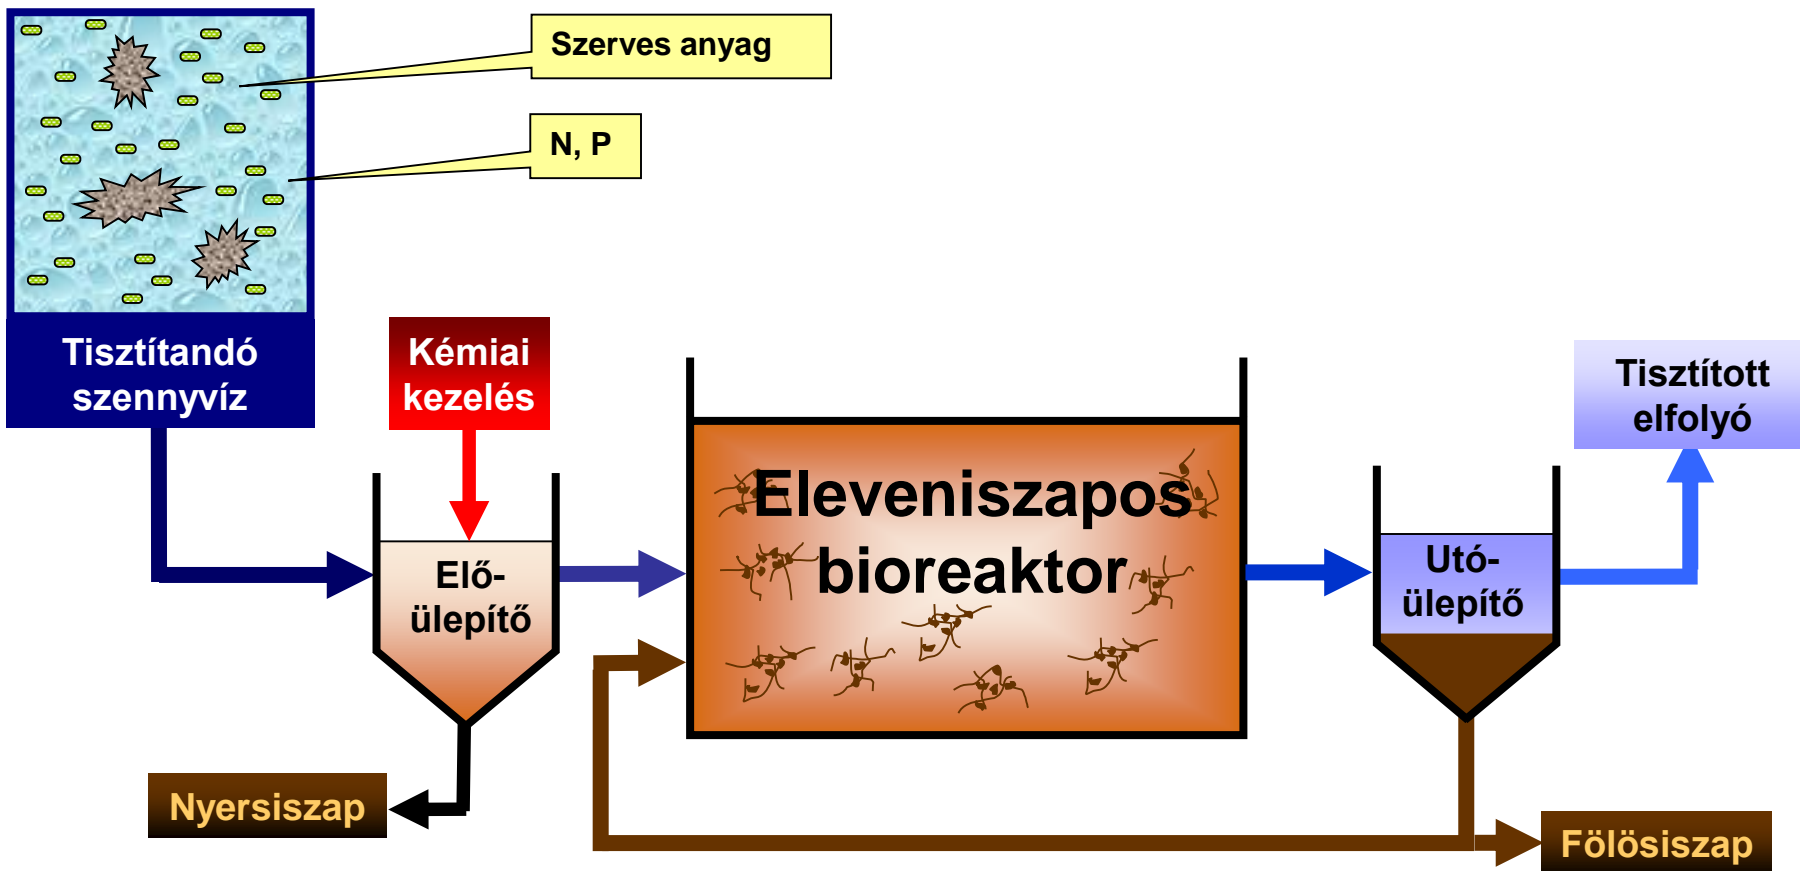 Szerves anyag
N, P
Tisztítandó
szennyvíz
Kémiai
kezelés
Tisztított
elfolyó
Elő-
ülepítő
Eleveniszapos
bioreaktor
Utó-
ülepítő
Nyersiszap
Fölösiszap